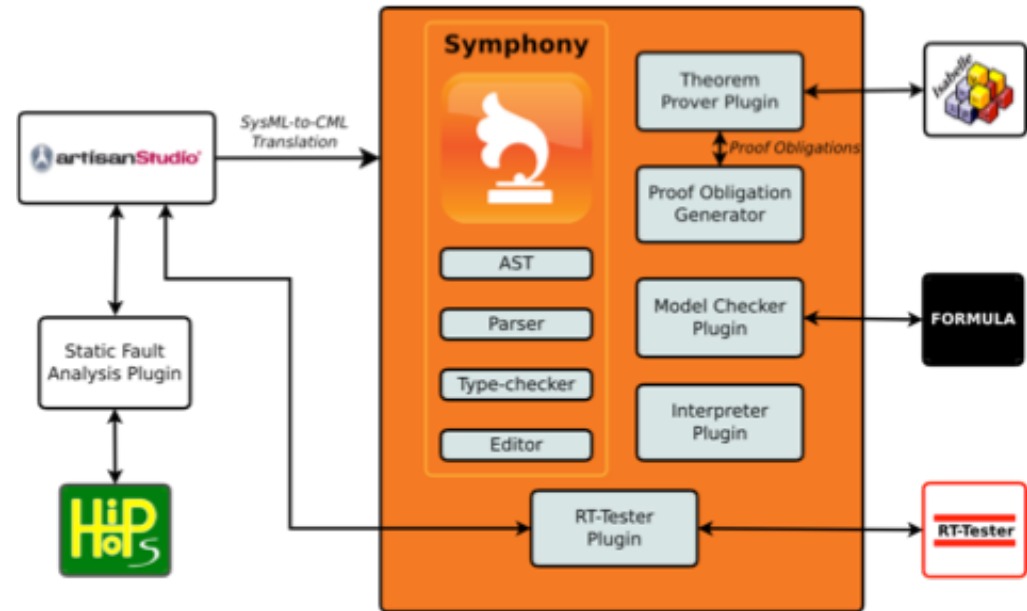 Symphony
Theorem
Prover Plugin
Isabelle
SysML-to-CML
Translation
artisanStudio
Proof Obligations
Proof Obligation
Generator
AST
Model Checker
Plugin
FORMULA
Parser
Static Fault
Analysis Plugin
Type-checker
Interpreter
Plugin
Editor
HiP
HOPS
RT-Tester
Plugin
RT-Tester